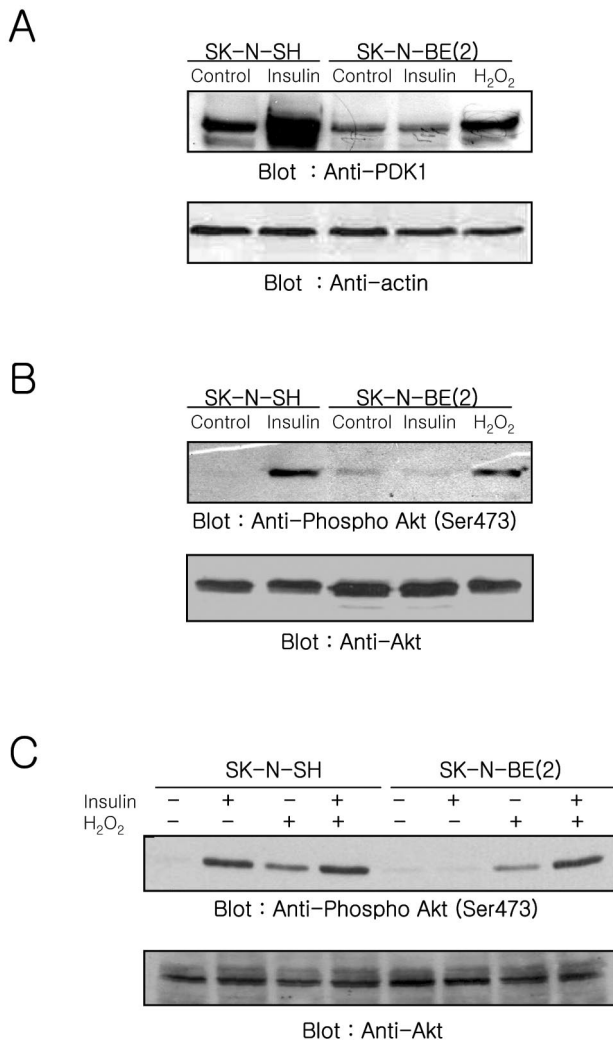 A
SK-N-SH SK-N-BE(2)
Control Insulin Control Insulin H₂O₂
Blot : Anti-PDK1
Blot : Anti-actin
B
SK-N-SH SK-N-BE(2)
Control Insulin Control Insulin H₂O₂
Blot : Anti-Phospho Akt (Ser473)
Blot : Anti-Akt
C
SK-N-SH SK-N-BE(2)
Insulin - + - + - + - +
H₂O₂ - - + + - - + +
Blot : Anti-Phospho Akt (Ser473)
Blot : Anti-Akt